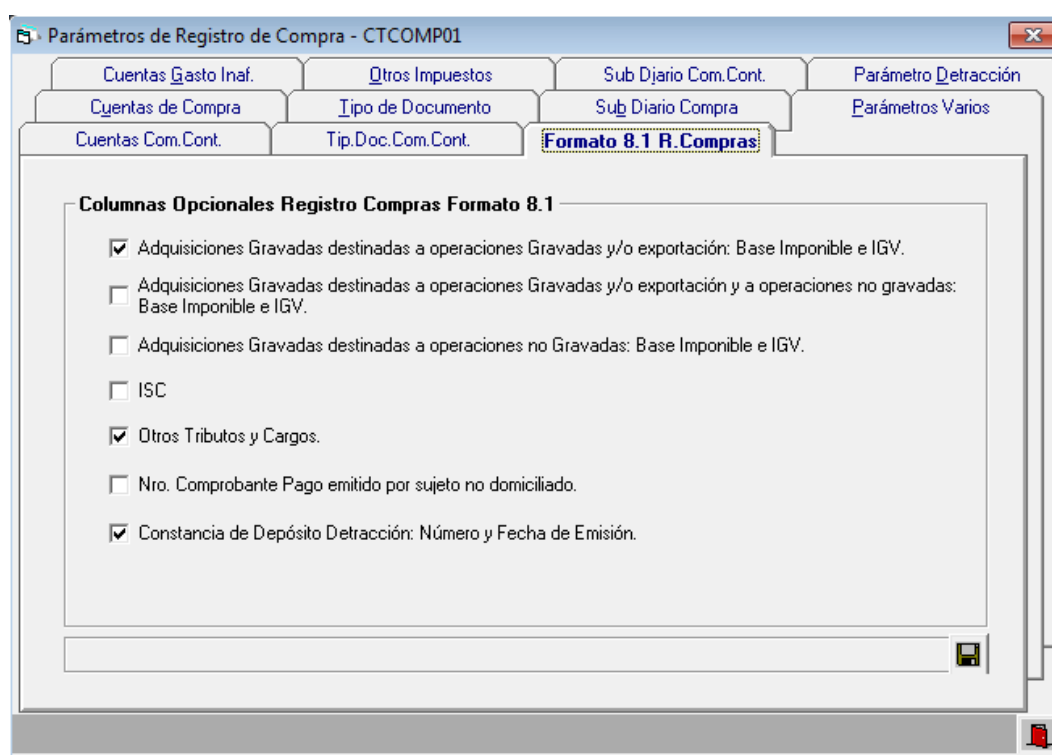 Parámetros de Registro de Compra - CTCOMP01
Cuentas Gasto Inaf.
Otros Impuestos
Sub Diario Com.Cont.
Parámetro Detracción
Cuentas de Compra
Tipo de Documento
Sub Diario Compra
Parámetros Varios
Cuentas Com.Cont.
Tip.Doc.Com.Cont.
Formato 8.1 R.Compras
Columnas Opcionales Registro Compras Formato 8.1
Adquisiciones Gravadas destinadas a operaciones Gravadas y/o exportación: Base Imponible e IGV.
Adquisiciones Gravadas destinadas a operaciones Gravadas y/o exportación y a operaciones no gravadas:
Base Imponible e IGV.
Adquisiciones Gravadas destinadas a operaciones no Gravadas: Base Imponible e IGV.
ISC
Otros Tributos y Cargos.
Nro. Comprobante Pago emitido por sujeto no domiciliado.
Constancia de Depósito Detracción: Número y Fecha de Emisión.